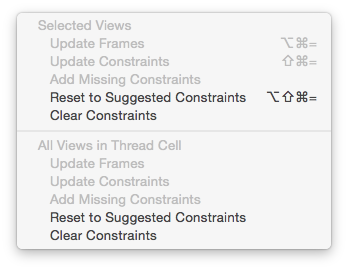 Selected Views
Update Frames ⌥⌘=
Update Constraints ⇧⌘=
Add Missing Constraints
Reset to Suggested Constraints ⌥⇧⌘=
Clear Constraints
All Views in Thread Cell
Update Frames
Update Constraints
Add Missing Constraints
Reset to Suggested Constraints
Clear Constraints